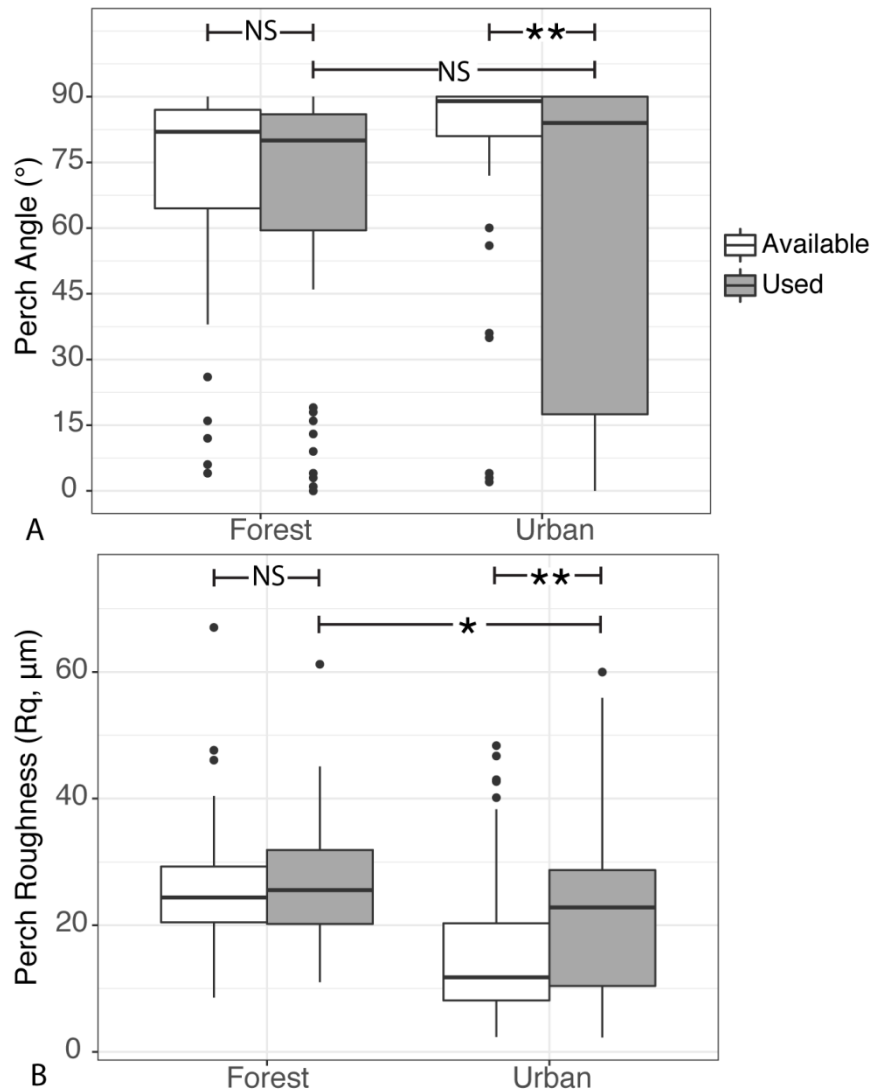 NS
**
NS
90
75
60
45
30
15
0
Perch Angle (°)
Available
Used
A
Forest
Urban
NS
**
*
60
40
20
0
Perch Roughness (Rq, µm)
B
Forest
Urban